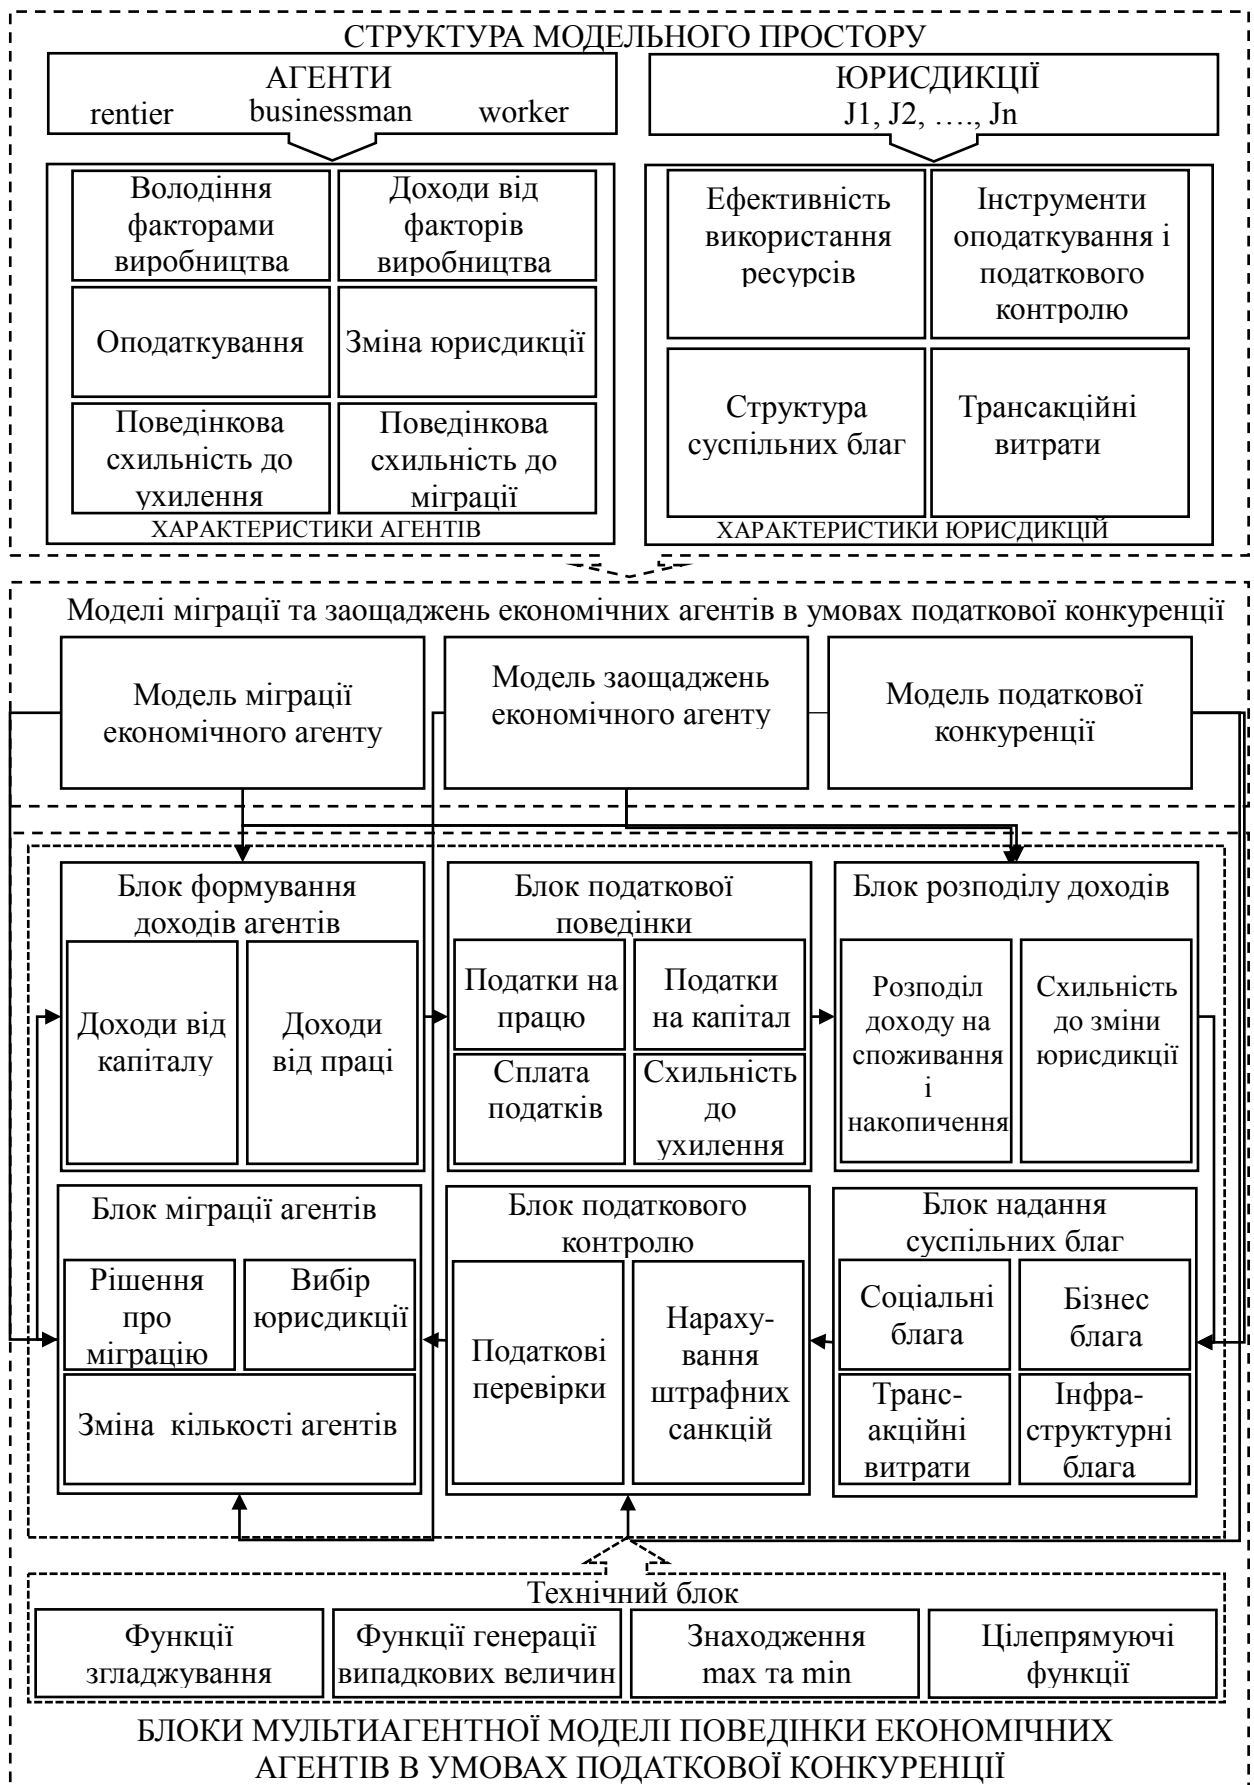 СТРУКТУРА МОДЕЛЬНОГО ПРОСТОРУ
АГЕНТИ
rentier businessman worker
ЮРИСДИКЦІЇ
J1, J2, …., Jn
Володіння
факторами
виробництва
Доходи від
факторів
виробництва
Оподаткування
Зміна юрисдикції
Поведінкова
схильність до
ухилення
Поведінкова
схильність до
міграції
ХАРАКТЕРИСТИКИ АГЕНТІВ
Ефективність
використання
ресурсів
Інструменти
оподаткування і
податкового
контролю
Структура
суспільних благ
Трансакційні
витрати
ХАРАКТЕРИСТИКИ ЮРИСДИКЦІЙ
Моделі міграції та заощаджень економічних агентів в умовах податкової конкуренції
Модель міграції
економічного агенту
Модель заощаджень
економічного агенту
Модель податкової
конкуренції
Блок формування
доходів агентів
Доходи від
капіталу
Доходи
від праці
Блок податкової
поведінки
Податки на
працю
Податки
на капітал
Сплата
податків
Схильність
до
ухилення
Блок розподілу доходів
Розподіл
доходу на
споживання
і
накопичення
Схильність
до зміни
юрисдикції
Блок міграції агентів
Рішення
про
міграцію
Вибір
юрисдикції
Зміна  кількості агентів
Блок податкового
контролю
Податкові
перевірки
Нараху-
вання
штрафних
санкцій
Блок надання
суспільних благ
Соціальні
блага
Бізнес
блага
Транс-
акційні
витрати
Інфра-
структурні
блага
Технічний блок
Функції
згладжування
Функції генерації
випадкових величин
Знаходження
max та min
Цілепрямуючі
функції
БЛОКИ МУЛЬТИАГЕНТНОЇ МОДЕЛІ ПОВЕДІНКИ ЕКОНОМІЧНИХ
АГЕНТІВ В УМОВАХ ПОДАТКОВОЇ КОНКУРЕНЦІЇ